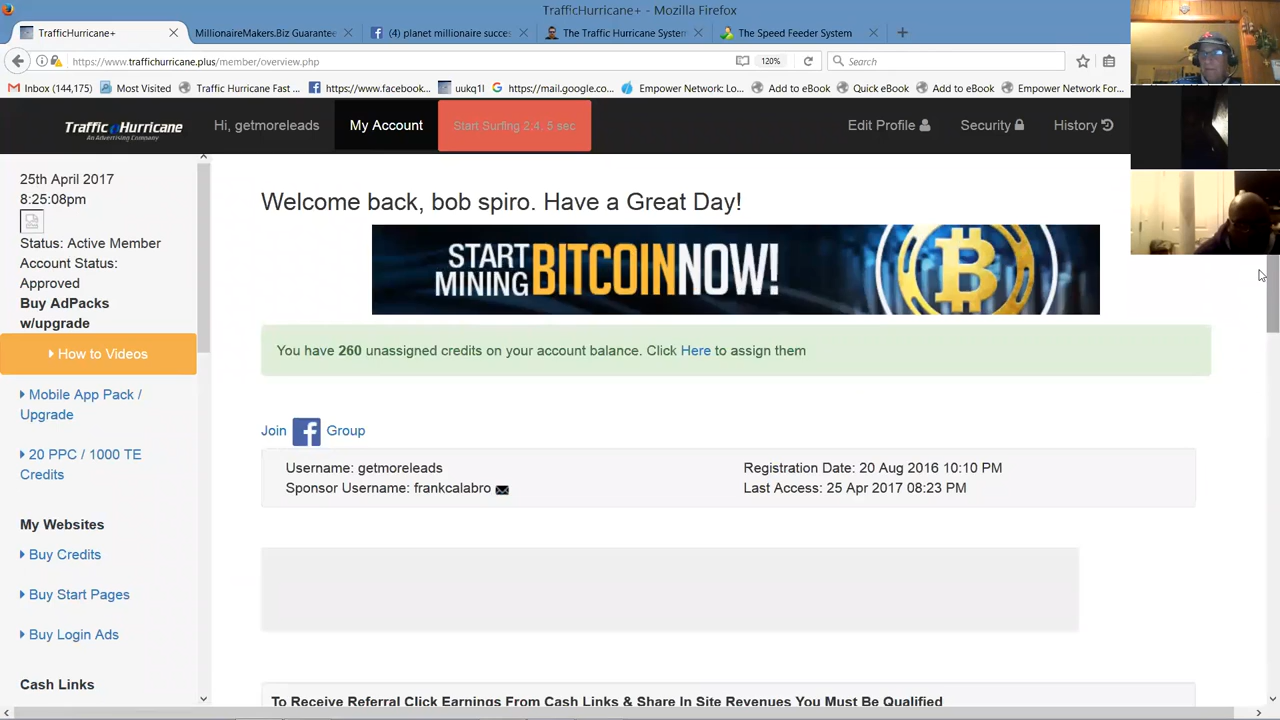 TrafficHurricane+ - Mozilla Firefox
TrafficHurricane+
MillionaireMakers.Biz Guarantee
(4) planet millionaire succes
The Traffic Hurricane System
The Speed Feeder System
https://www.traffichurricane.plus/member/overview.php
120%
Search
Inbox (144,175)
Most Visited
Traffic Hurricane Fast ...
https://www.facebook...
uukq1l
https://mail.google.co...
Empower Network: Lo...
Add to eBook
Quick eBook
Add to eBook
Empower Network For...
Traffic Hurricane
An Advertising Company
Hi, getmoreleads
My Account
Start Surfing 2.4, 5 sec
Edit Profile
Security
History
25th April 2017
8:25:08pm
Status: Active Member
Account Status:
Approved
Buy AdPacks
w/upgrade
How to Videos
Mobile App Pack /
Upgrade
20 PPC / 1000 TE
Credits
My Websites
Buy Credits
Buy Start Pages
Buy Login Ads
Cash Links
Welcome back, bob spiro. Have a Great Day!
START
MINING BITCOIN NOW!
You have 260 unassigned credits on your account balance. Click Here to assign them
Join Group
Username: getmoreleads
Sponsor Username: frankcalabro
Registration Date: 20 Aug 2016 10:10 PM
Last Access: 25 Apr 2017 08:23 PM
To Receive Referral Click Earnings From Cash Links & Share In Site Revenues You Must Be Qualified